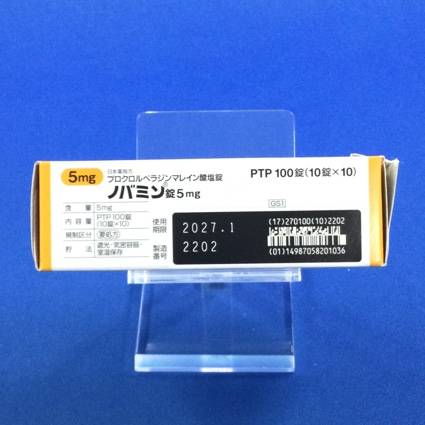 5mg
日本薬局方
プロクロルペラジンマレイン酸塩錠
ノバミン錠5mg
PTP 100錠(10錠×10)
含量 5mg
内容量 PTP 100錠
(10錠×10)
規制区分 要処方
貯法 遮光・気密容器・
室温保存
使用
期限
2027.1
製造
番号
2202
GS1
(17)270100(10)2202
(01)14987058201036